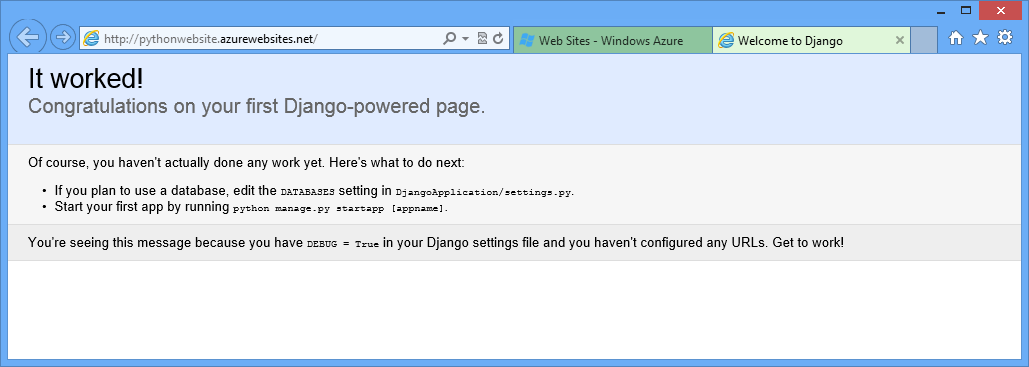 http://pythonwebsite.azurewebsites.net/
Web Sites - Windows Azure
Welcome to Django
It worked!
Congratulations on your first Django-powered page.
Of course, you haven't actually done any work yet. Here's what to do next:
• If you plan to use a database, edit the DATABASES setting in DjangoApplication/settings.py.
• Start your first app by running python manage.py startapp [appname].
You're seeing this message because you have DEBUG = True in your Django settings file and you haven't configured any URLs. Get to work!